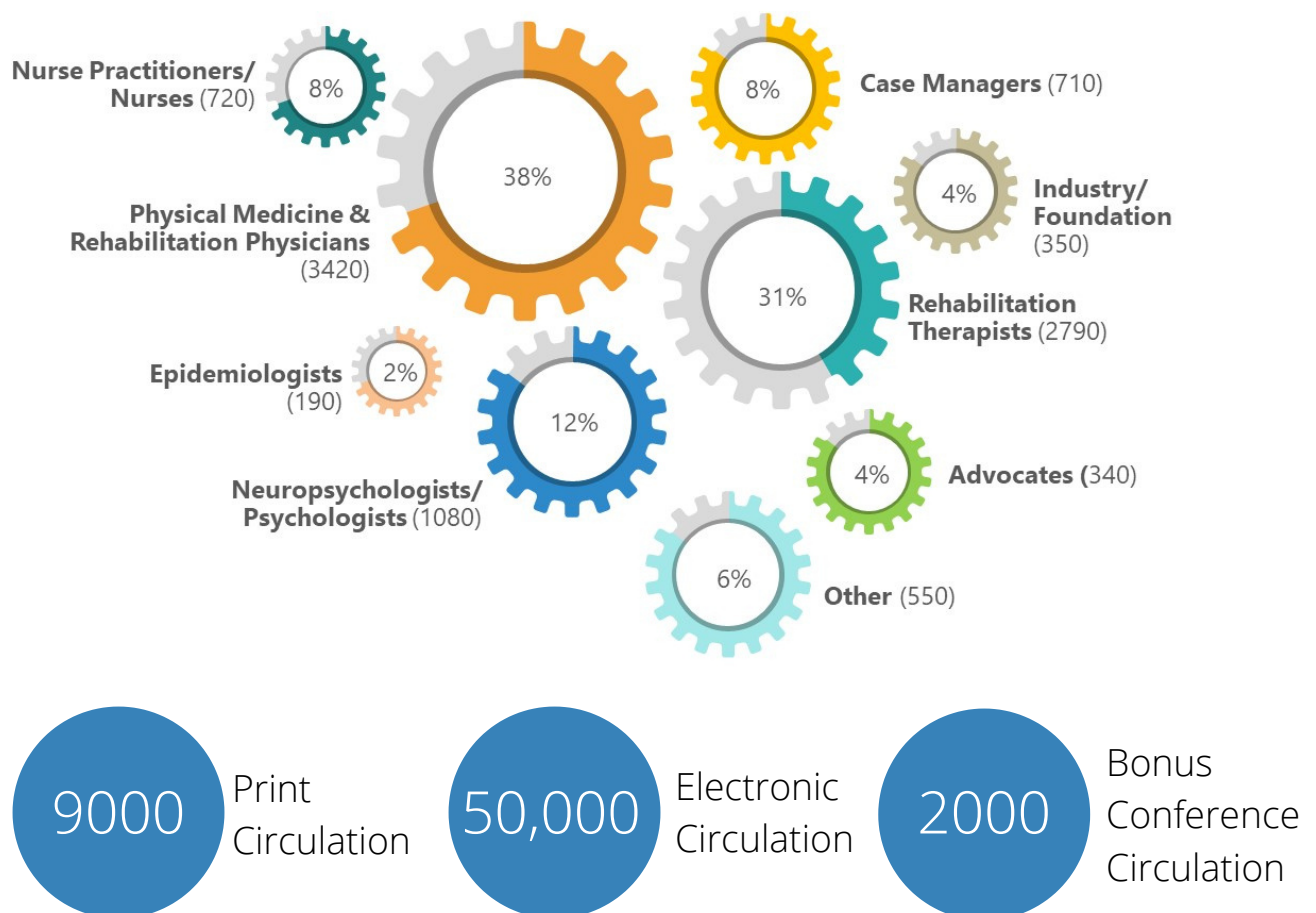 Nurse Practitioners/
Nurses (720)
8%
38%
8%
Case Managers (710)
4%
Industry/
Foundation
(350)
Physical Medicine &
Rehabilitation Physicians
(3420)
31%
Rehabilitation
Therapists (2790)
Epidemiologists
(190)
2%
12%
Neuropsychologists/
Psychologists (1080)
4%
Advocates (340)
6%
Other (550)
9000
Print
Circulation
50,000
Electronic
Circulation
2000
Bonus
Conference
Circulation